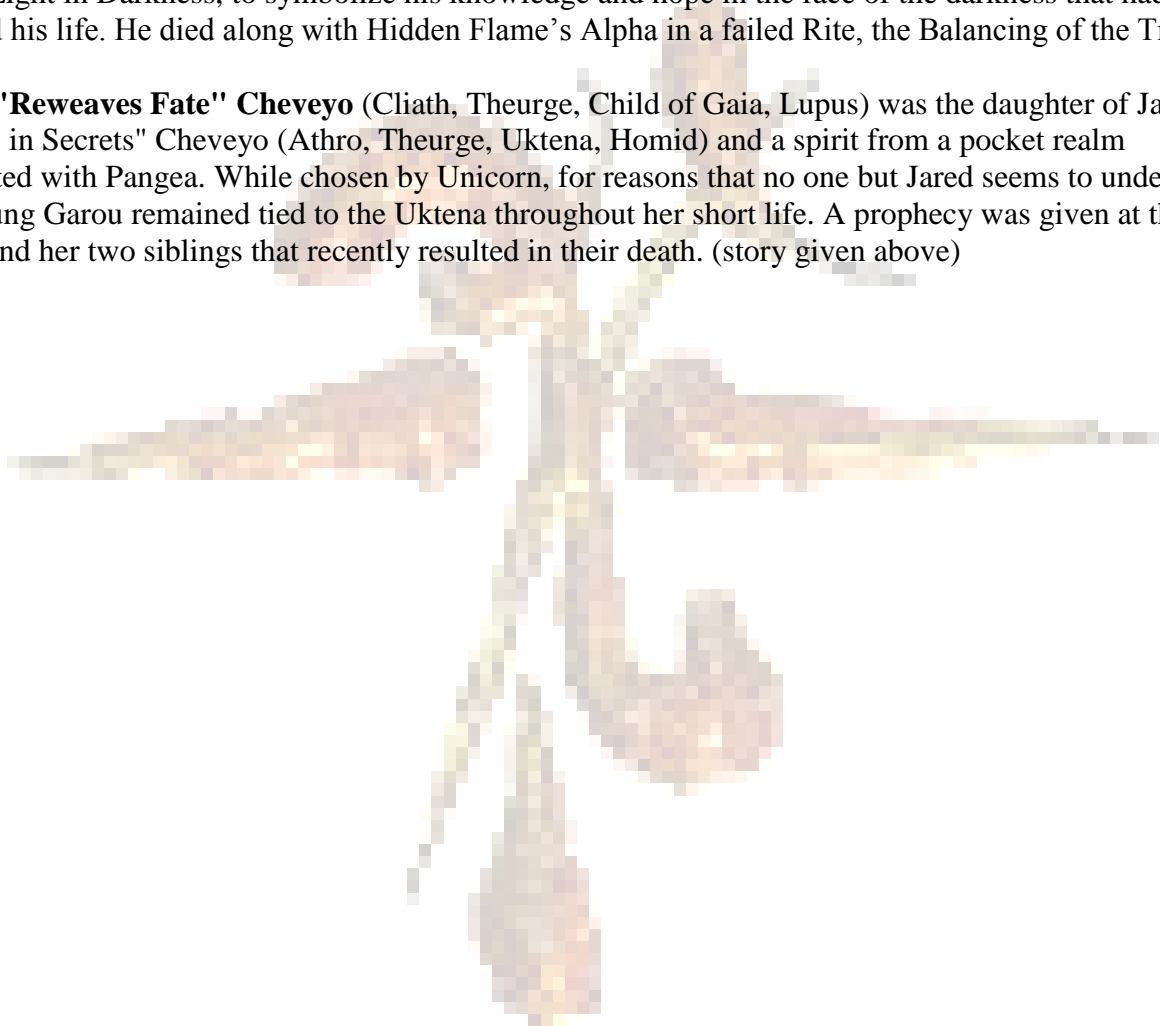 ight in Darkness, to symbolize his knowledge and hope in the face of the darkness that had
his life. He died along with Hidden Flame’s Alpha in a failed Rite, the Balancing of the T
"Reweaves Fate" Cheveyo (Cliath, Theurge, Child of Gaia, Lupus) was the daughter of Ja
in Secrets" Cheveyo (Athro, Theurge, Uktena, Homid) and a spirit from a pocket realm
ted with Pangea. While chosen by Unicorn, for reasons that no one but Jared seems to unde
ung Garou remained tied to the Uktena throughout her short life. A prophecy was given at t
nd her two siblings that recently resulted in their death. (story given above)